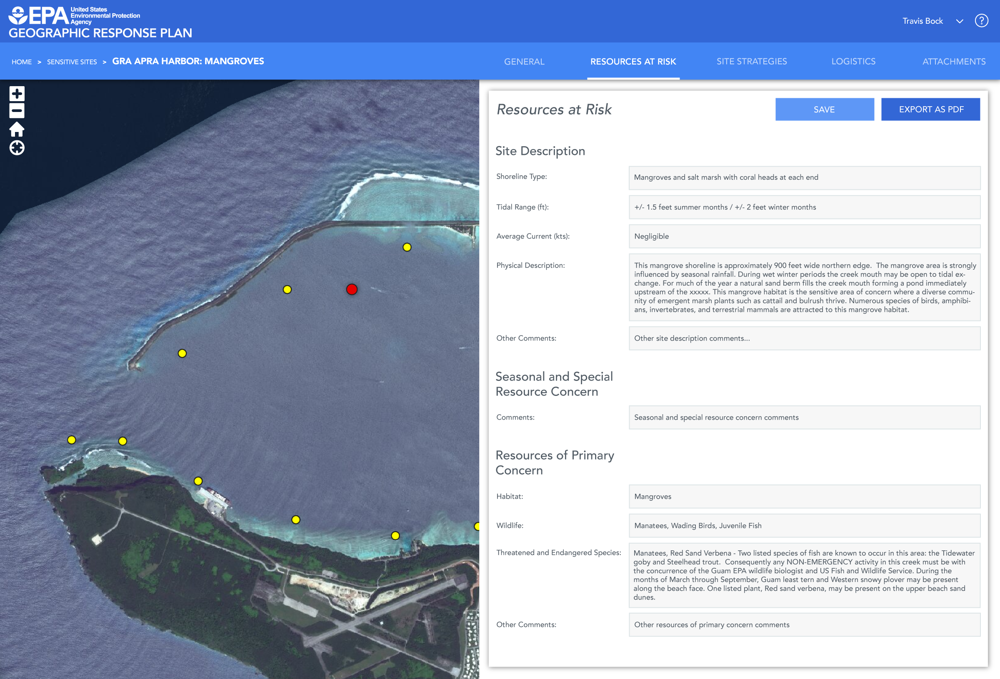 EPA
United States
Environmental Protection
Agency
GEOGRAPHIC RESPONSE PLAN
Travis Bock
?
HOME > SENSITIVE SITES > GRA APRA HARBOR: MANGROVES
GENERAL
RESOURCES AT RISK
SITE STRATEGIES
LOGISTICS
ATTACHMENTS
Resources at Risk
SAVE
EXPORT AS PDF
Site Description
Shoreline Type:
Mangroves and salt marsh with coral heads at each end
Tidal Range (ft):
+/- 1.5 feet summer months / +/- 2 feet winter months
Average Current (kts):
Negligible
Physical Description:
This mangrove shoreline is approximately 900 feet wide northern edge.  The mangrove area is strongly
influenced by seasonal rainfall. During wet winter periods the creek mouth may be open to tidal ex-
change. For much of the year a natural sand berm fills the creek mouth forming a pond immediately
upstream of the xxxxx. This mangrove habitat is the sensitive area of concern where a diverse commu-
nity of emergent marsh plants such as cattail and bulrush thrive. Numerous species of birds, amphibi-
ans, invertebrates, and terrestrial mammals are attracted to this mangrove habitat.
Other Comments:
Other site description comments...
Seasonal and Special
Resource Concern
Comments:
Seasonal and special resource concern comments
Resources of Primary
Concern
Habitat:
Mangroves
Wildlife:
Manatees, Wading Birds, Juvenile Fish
Threatened and Endangered Species:
Manatees, Red Sand Verbena - Two listed species of fish are known to occur in this area: the Tidewater
goby and Steelhead trout.  Consequently any NON-EMERGENCY activity in this creek must be with
the concurrence of the Guam EPA wildlife biologist and US Fish and Wildlife Service. During the
months of March through September, Guam least tern and Western snowy plover may be present
along the beach face. One listed plant, Red sand verbena, may be present on the upper beach sand
dunes.
Other Comments:
Other resources of primary concern comments